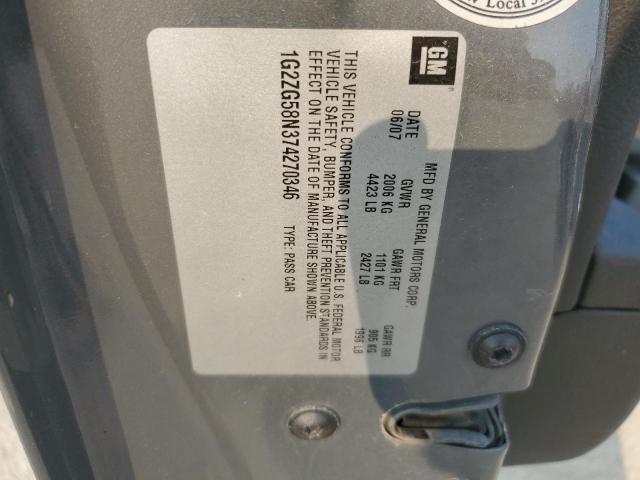 Local 5
GM
MFD BY GENERAL MOTORS CORP.
DATE GVWR GAWR FRT GAWR RR
06/07 2006 KG 1101 KG 905 KG
4423 LB 2427 LB 1996 LB
THIS VEHICLE CONFORMS TO ALL APPLICABLE U.S. FEDERAL MOTOR
VEHICLE SAFETY, BUMPER, AND THEFT PREVENTION STANDARDS IN
EFFECT ON THE DATE OF MANUFACTURE SHOWN ABOVE.
1G2ZG58N374270346 TYPE: PASS CAR